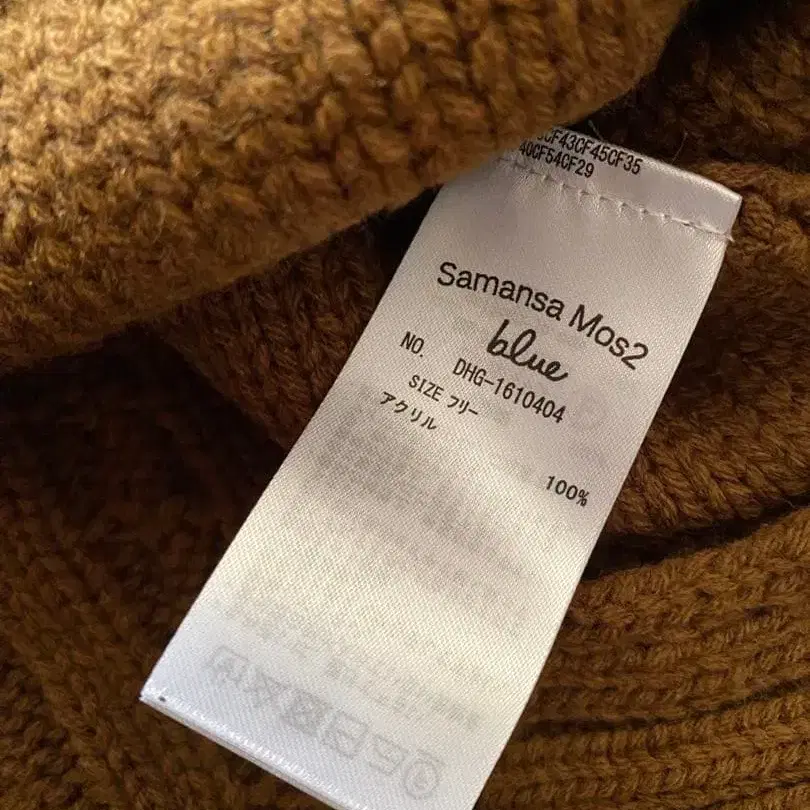 CF43CF45CF35
40CF54CF29
Samansa Mos2
blue
NO. DHG-1610404
SIZE フリー
アクリル 100%